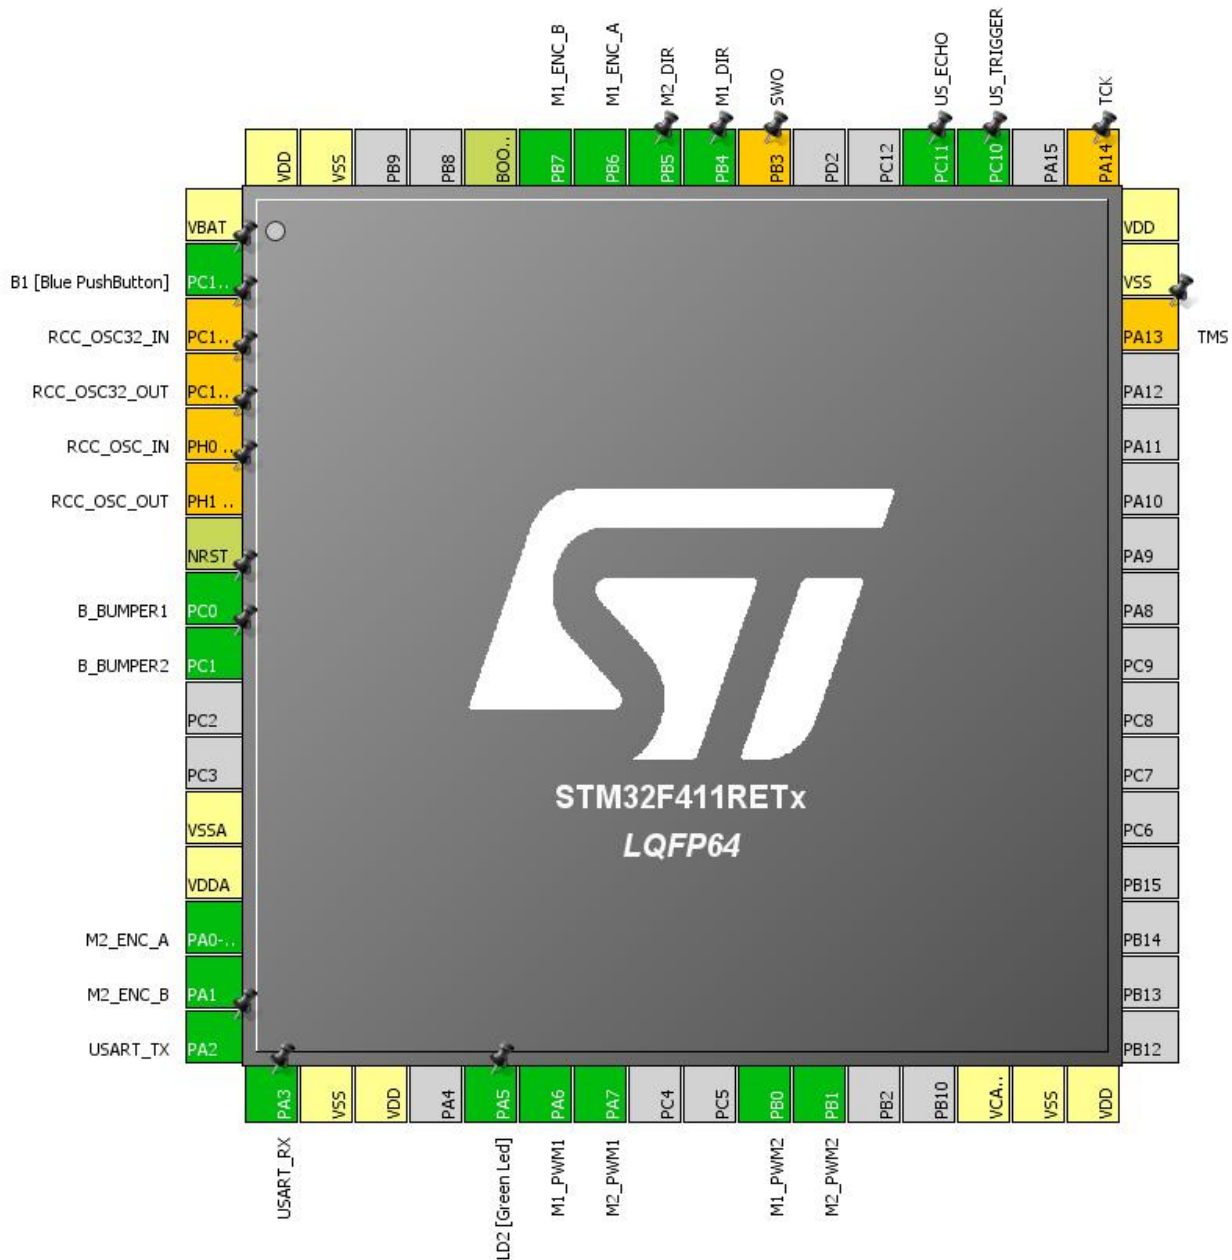 M1_ENC_B
M1_ENC_A
M2_DIR
M1_DIR
SWO
US_ECHO
US_TRIGGER
TCK
VDD
VSS
PB9
PB8
BOO..
PB7
PB6
PB5
PB4
PB3
PD2
PC12
PC11
PC10
PA15
PA14
VBAT
B1 [Blue PushButton] PC1..
RCC_OSC32_IN PC1..
RCC_OSC32_OUT PC1..
RCC_OSC_IN PH0 ..
RCC_OSC_OUT PH1 ..
NRST
B_BUMPER1 PC0
B_BUMPER2 PC1
PC2
PC3
VSSA
VDDA
M2_ENC_A PA0-..
M2_ENC_B PA1
USART_TX PA2
ST
STM32F411RETx
LQFP64
VDD
VSS
PA13 TMS
PA12
PA11
PA10
PA9
PA8
PC9
PC8
PC7
PC6
PB15
PB14
PB13
PB12
PA3
VSS
VDD
PA4
PA5
PA6
PA7
PC4
PC5
PB0
PB1
PB2
PB10
VCA..
VSS
VDD
USART_RX
LD2 [Green Led]
M1_PWM1
M2_PWM1
M1_PWM2
M2_PWM2